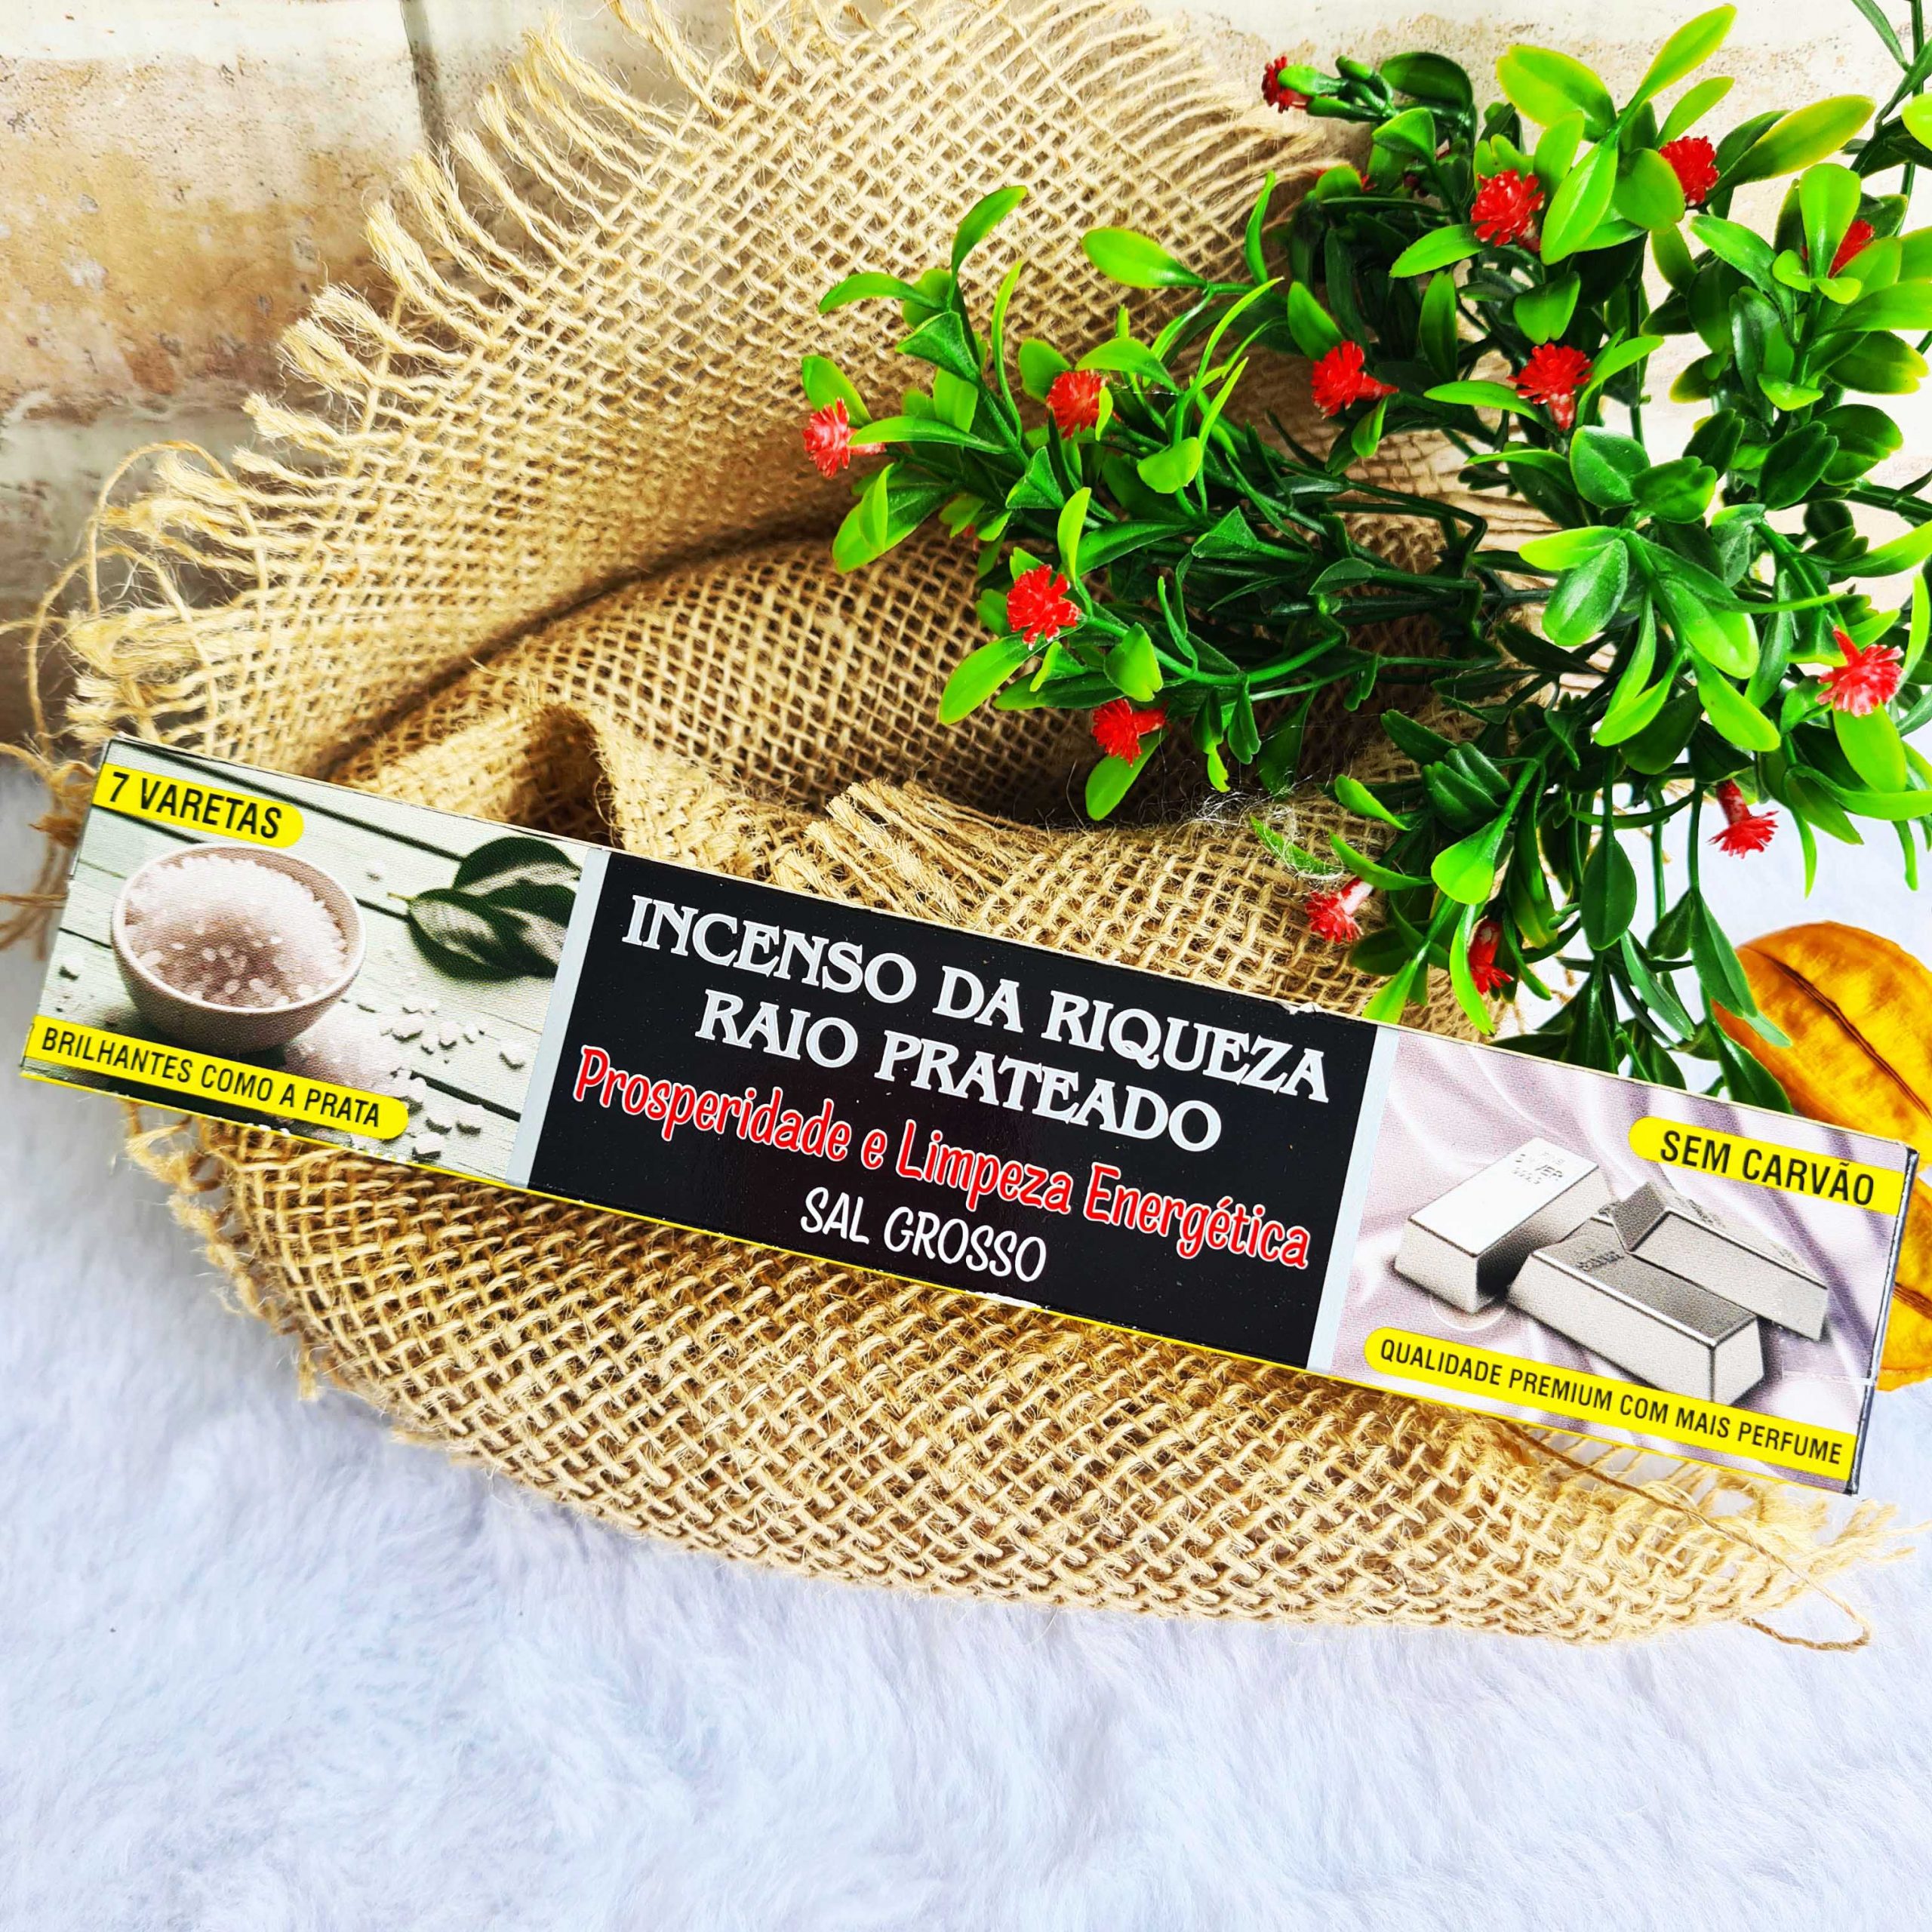 7 VARETAS
BRILHANTES COMO A PRATA
INCENSO DA RIQUEZA
RAIO PRATEADO
Prosperidade e Limpeza Energética
SAL GROSSO
SEM CARVÃO
QUALIDADE PREMIUM COM MAIS PERFUME